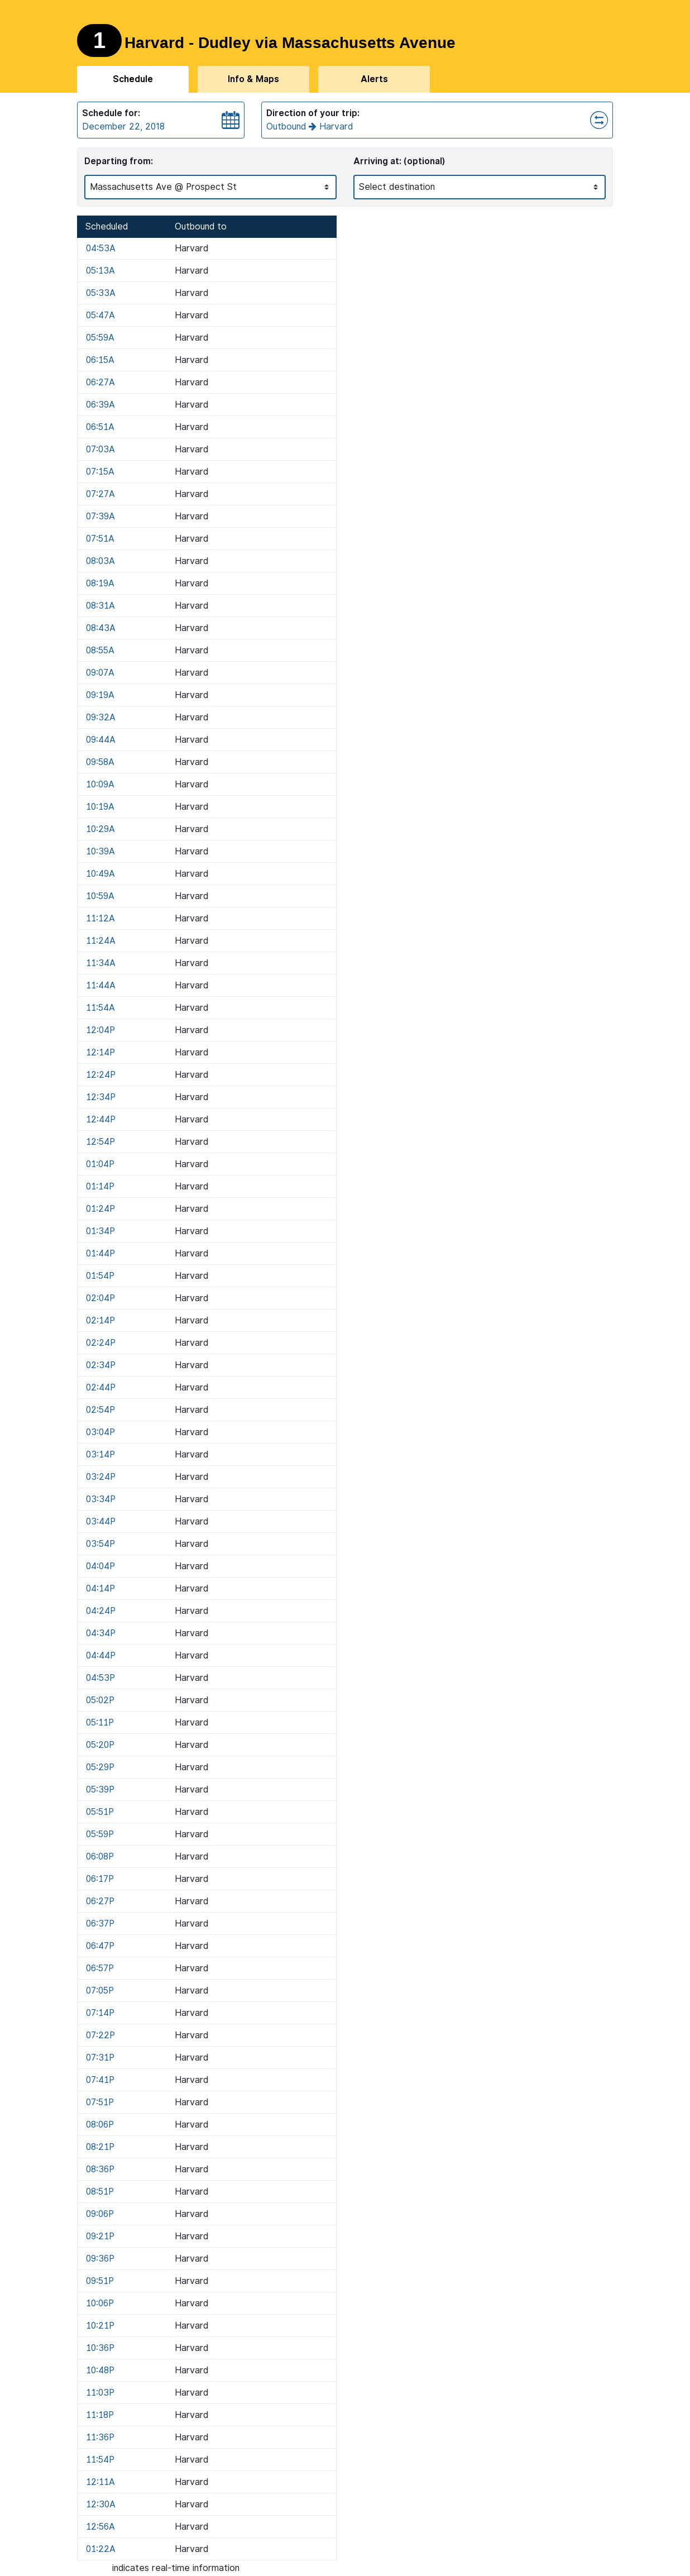 1 Harvard - Dudley via Massachusetts Avenue
Schedule Info & Maps Alerts
Schedule for: Direction of your trip:
December 22, 2018 Outbound → Harvard
Departing from: Arriving at: (optional)
Massachusetts Ave @ Prospect St Select destination
Scheduled Outbound to
04:53A Harvard
05:13A Harvard
05:33A Harvard
05:47A Harvard
05:59A Harvard
06:15A Harvard
06:27A Harvard
06:39A Harvard
06:51A Harvard
07:03A Harvard
07:15A Harvard
07:27A Harvard
07:39A Harvard
07:51A Harvard
08:03A Harvard
08:19A Harvard
08:31A Harvard
08:43A Harvard
08:55A Harvard
09:07A Harvard
09:19A Harvard
09:32A Harvard
09:44A Harvard
09:58A Harvard
10:09A Harvard
10:19A Harvard
10:29A Harvard
10:39A Harvard
10:49A Harvard
10:59A Harvard
11:12A Harvard
11:24A Harvard
11:34A Harvard
11:44A Harvard
11:54A Harvard
12:04P Harvard
12:14P Harvard
12:24P Harvard
12:34P Harvard
12:44P Harvard
12:54P Harvard
01:04P Harvard
01:14P Harvard
01:24P Harvard
01:34P Harvard
01:44P Harvard
01:54P Harvard
02:04P Harvard
02:14P Harvard
02:24P Harvard
02:34P Harvard
02:44P Harvard
02:54P Harvard
03:04P Harvard
03:14P Harvard
03:24P Harvard
03:34P Harvard
03:44P Harvard
03:54P Harvard
04:04P Harvard
04:14P Harvard
04:24P Harvard
04:34P Harvard
04:44P Harvard
04:53P Harvard
05:02P Harvard
05:11P Harvard
05:20P Harvard
05:29P Harvard
05:39P Harvard
05:51P Harvard
05:59P Harvard
06:08P Harvard
06:17P Harvard
06:27P Harvard
06:37P Harvard
06:47P Harvard
06:57P Harvard
07:05P Harvard
07:14P Harvard
07:22P Harvard
07:31P Harvard
07:41P Harvard
07:51P Harvard
08:06P Harvard
08:21P Harvard
08:36P Harvard
08:51P Harvard
09:06P Harvard
09:21P Harvard
09:36P Harvard
09:51P Harvard
10:06P Harvard
10:21P Harvard
10:36P Harvard
10:48P Harvard
11:03P Harvard
11:18P Harvard
11:36P Harvard
11:54P Harvard
12:11A Harvard
12:30A Harvard
12:56A Harvard
01:22A Harvard
indicates real-time information